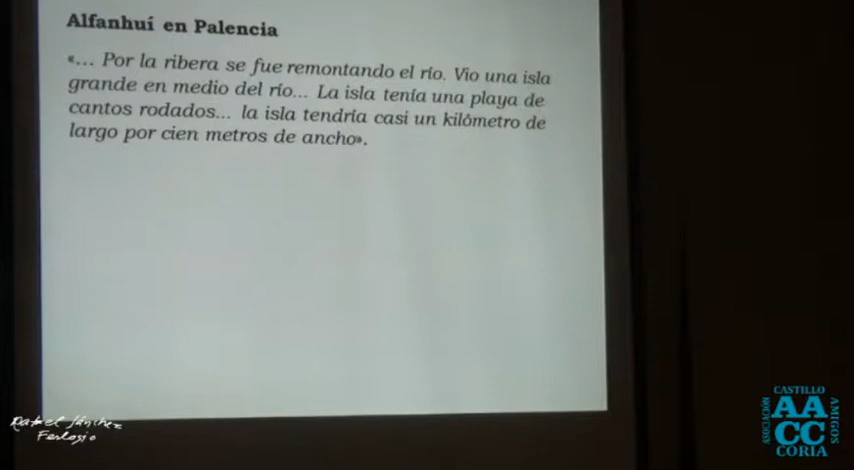 Alfanhuí en Palencia
«... Por la ribera se fue remontando el río. Vio una isla
grande en medio del río... La isla tenía una playa de
cantos rodados... la isla tendría casi un kilómetro de
largo por cien metros de ancho».
Rafael Sánchez
Ferlosio
CASTILLO
ASOCIACIÓN
AA
CC
AMIGOS
CORIA